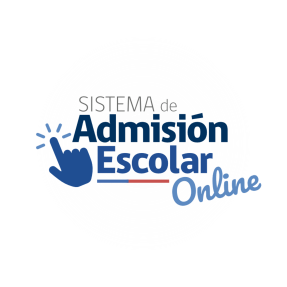 SISTEMA de
Admisión
Escolar
Online